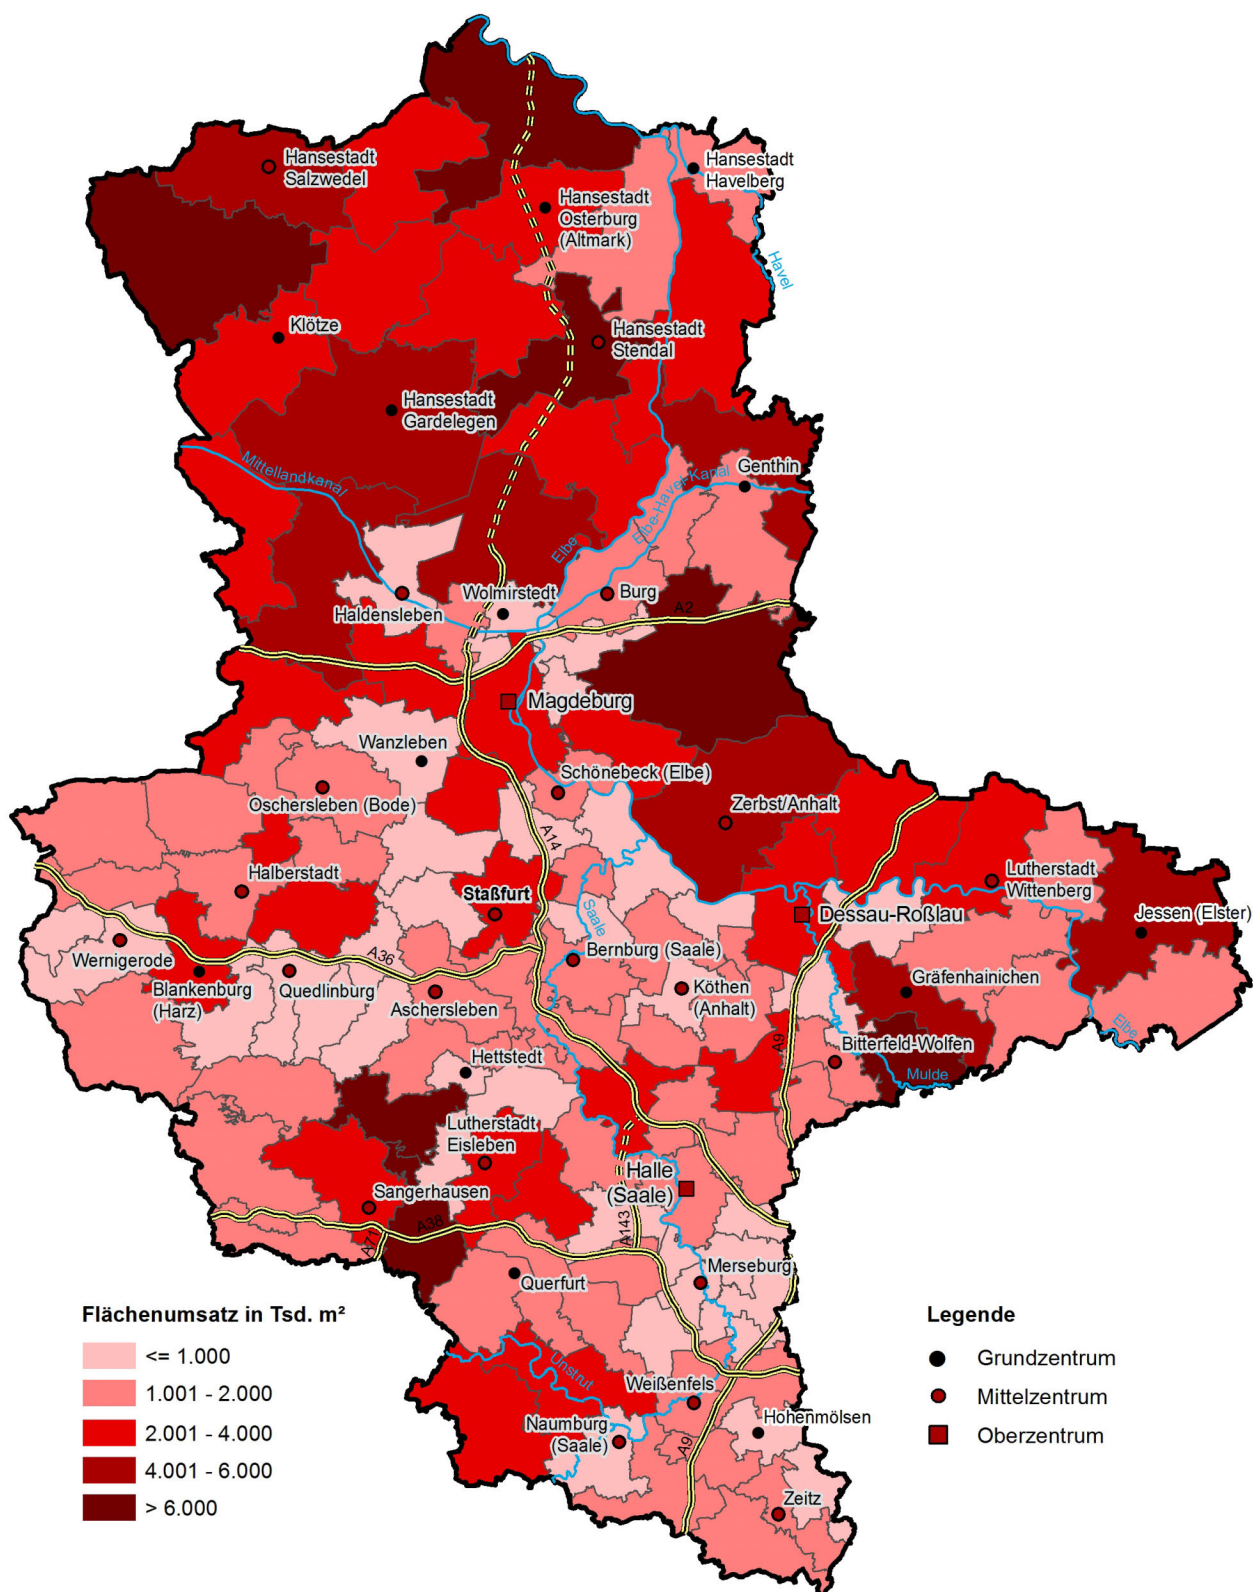 Hansestadt
Salzwedel
Hansestadt
Havelberg
Hansestadt
Osterburg
(Altmark)
Havel
Klötze
Hansestadt
Stendal
Hansestadt
Gardelegen
Mittellandkanal
Genthin
Elbe-Havel-Kanal
Elbe
Wolmirstedt
Burg
Haldensleben
A2
Magdeburg
Wanzleben
Schönebeck (Elbe)
Oschersleben (Bode)
Zerbst/Anhalt
A14
Halberstadt
Staßfurt
Lutherstadt
Wittenberg
Saale
Dessau-Roßlau
Jessen (Elster)
Wernigerode
A36
Bernburg (Saale)
Blankenburg
(Harz)
Quedlinburg
Aschersleben
Köthen
(Anhalt)
Gräfenhainichen
Elbe
A9
Bitterfeld-Wolfen
Hettstedt
Mulde
Lutherstadt
Eisleben
Halle
(Saale)
Sangerhausen
A38
A71
A143
Merseburg
Querfurt
Unstrut
Weißenfels
Naumburg
(Saale)
Hohenmölsen
A9
Zeitz
Flächenumsatz in Tsd. m²
<= 1.000
1.001 - 2.000
2.001 - 4.000
4.001 - 6.000
> 6.000
Legende
Grundzentrum
Mittelzentrum
Oberzentrum